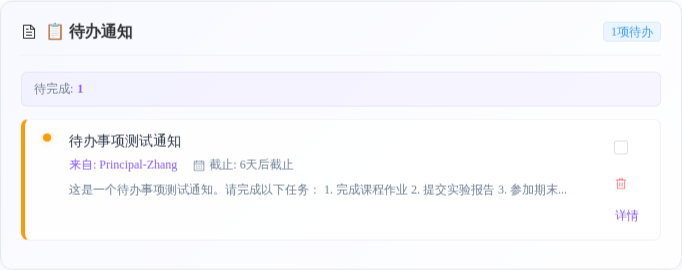 📋 待办通知
1项待办
待完成: 1
待办事项测试通知
来自: Principal-Zhang 截止: 6天后截止
这是一个待办事项测试通知。请完成以下任务： 1. 完成课程作业 2. 提交实验报告 3. 参加期末...
详情